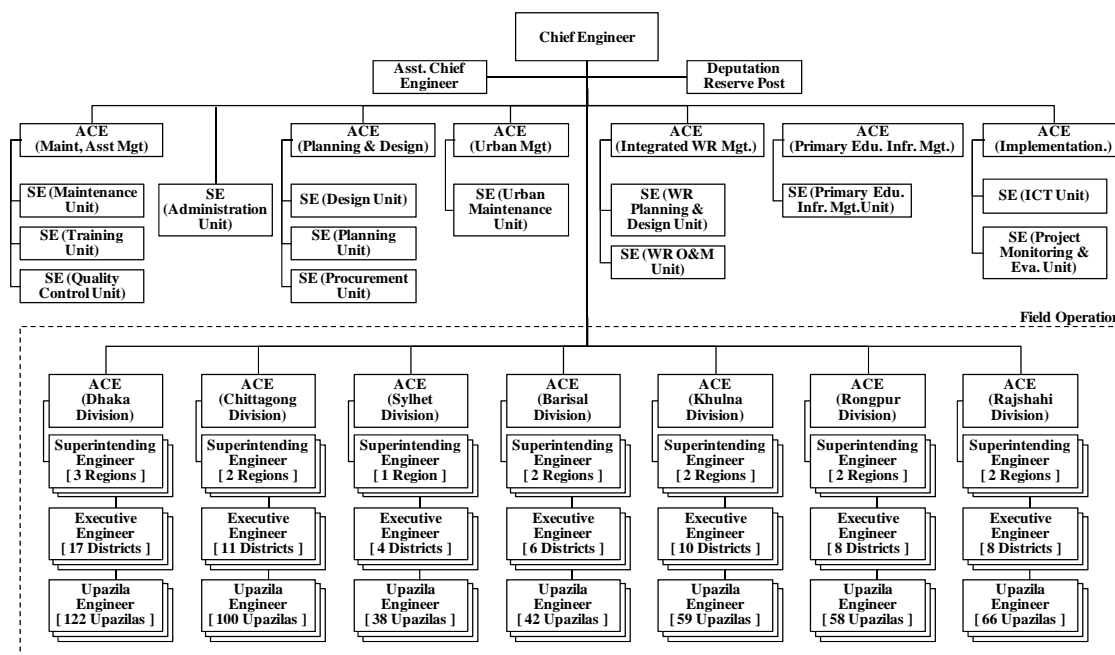 Chief Engineer
Asst. Chief
Engineer
Deputation
Reserve Post
ACE
(Maint, Asst Mgt)
SE (Maintenance
Unit)
SE (Training
Unit)
SE (Quality
Control Unit)
SE
(Administration
Unit)
ACE
(Planning & Design)
SE (Design Unit)
SE (Planning
Unit)
SE (Procurement
Unit)
ACE
(Urban Mgt)
SE (Urban
Maintenance
Unit)
ACE
(Integrated WR Mgt.)
SE (WR
Planning &
Design Unit)
SE (WR O&M
Unit)
ACE
(Primary Edu. Infr. Mgt.)
SE (Primary Edu.
Infr. Mgt.Unit)
ACE
(Implementation.)
SE (ICT Unit)
SE (Project
Monitoring &
Eva. Unit)
Field Operation
ACE
(Dhaka
Division)
Superintending
Engineer
[ 3 Regions ]
Executive
Engineer
[ 17 Districts ]
Upazila
Engineer
[ 122 Upazilas ]
ACE
(Chittagong
Division)
Superintending
Engineer
[ 2 Regions ]
Executive
Engineer
[ 11 Districts ]
Upazila
Engineer
[ 100 Upazilas ]
ACE
(Sylhet
Division)
Superintending
Engineer
[ 1 Region ]
Executive
Engineer
[ 4 Districts ]
Upazila
Engineer
[ 38 Upazilas ]
ACE
(Barisal
Division)
Superintending
Engineer
[ 2 Regions ]
Executive
Engineer
[ 6 Districts ]
Upazila
Engineer
[ 42 Upazilas ]
ACE
(Khulna
Division)
Superintending
Engineer
[ 2 Regions ]
Executive
Engineer
[ 10 Districts ]
Upazila
Engineer
[ 59 Upazilas ]
ACE
(Rongpur
Division)
Superintending
Engineer
[ 2 Regions ]
Executive
Engineer
[ 8 Districts ]
Upazila
Engineer
[ 58 Upazilas ]
ACE
(Rajshahi
Division)
Superintending
Engineer
[ 2 Regions ]
Executive
Engineer
[ 8 Districts ]
Upazila
Engineer
[ 66 Upazilas ]